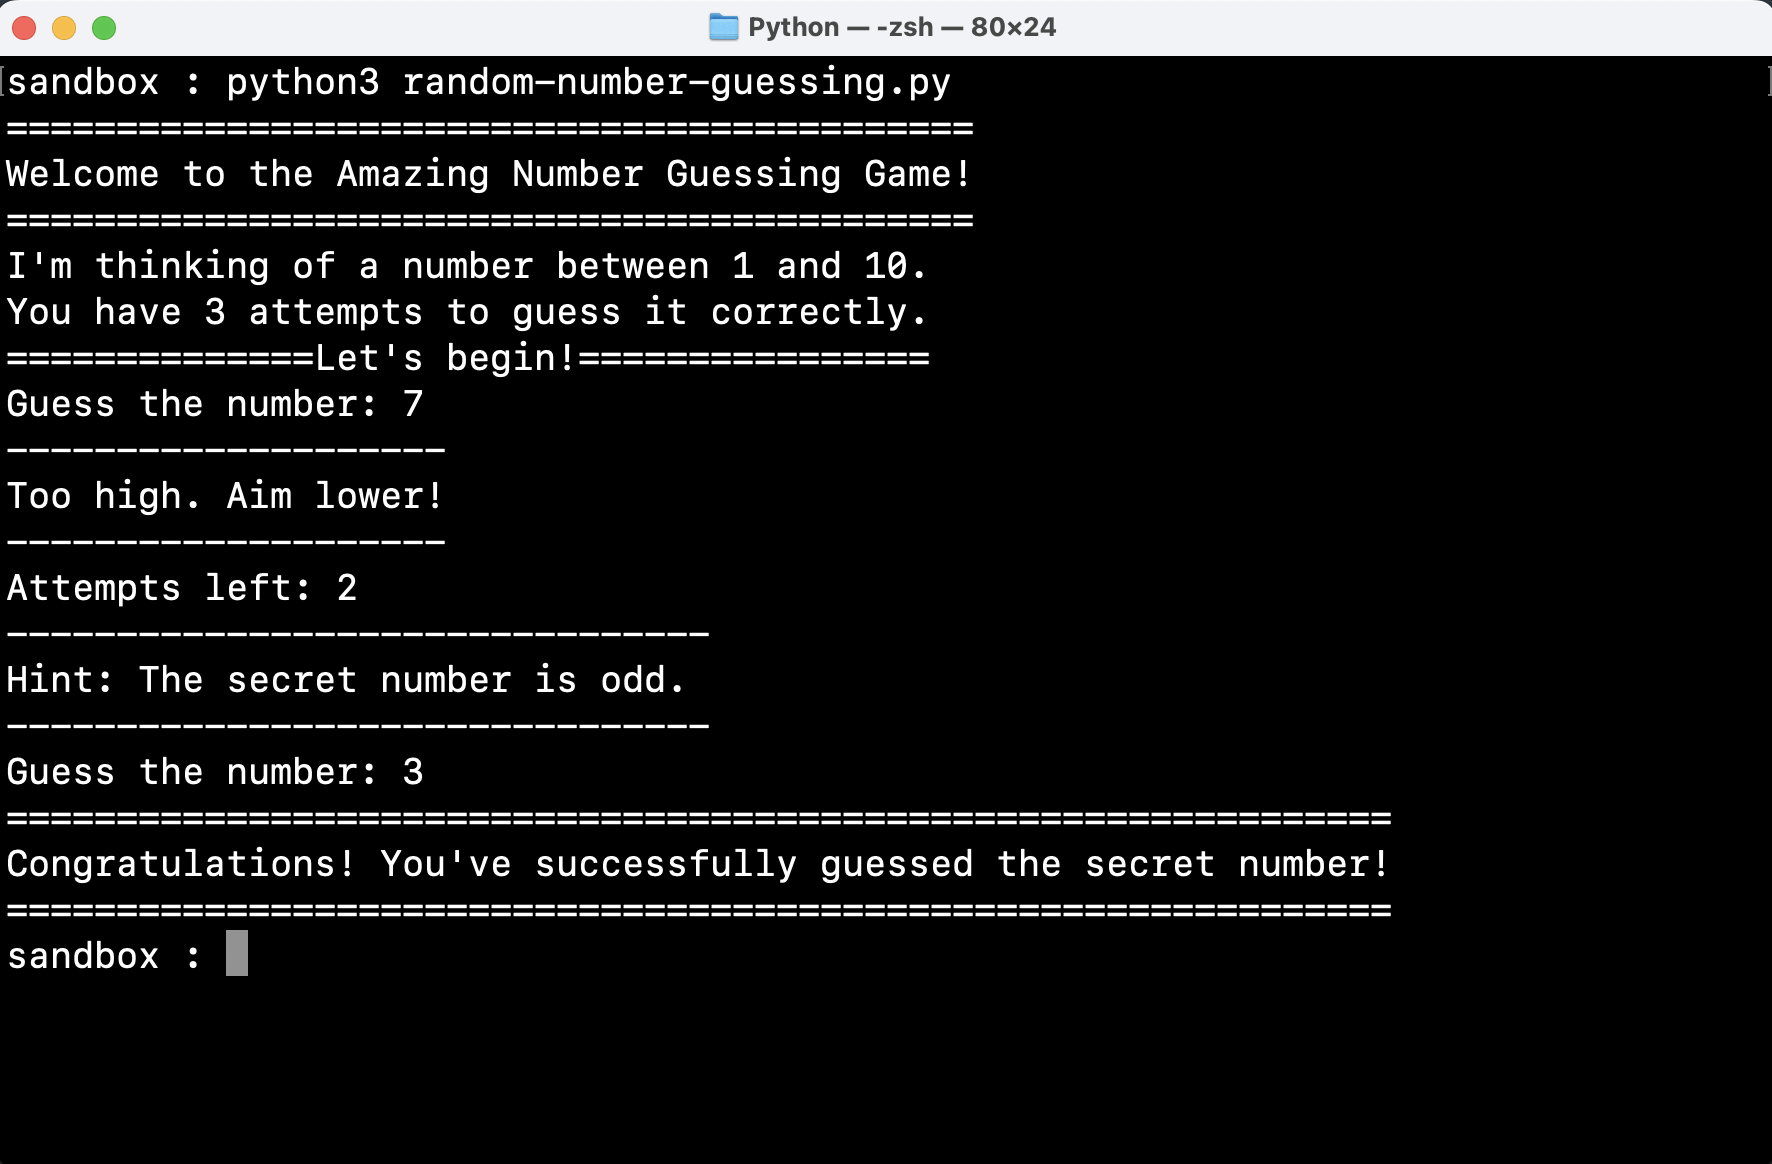 Python — -zsh — 80×24
sandbox : python3 random-number-guessing.py
============================================
Welcome to the Amazing Number Guessing Game!
============================================
I'm thinking of a number between 1 and 10.
You have 3 attempts to guess it correctly.
==============Let's begin!================
Guess the number: 7
--------------------
Too high. Aim lower!
--------------------
Attempts left: 2
--------------------------------
Hint: The secret number is odd.
--------------------------------
Guess the number: 3
===============================================================
Congratulations! You've successfully guessed the secret number!
===============================================================
sandbox :